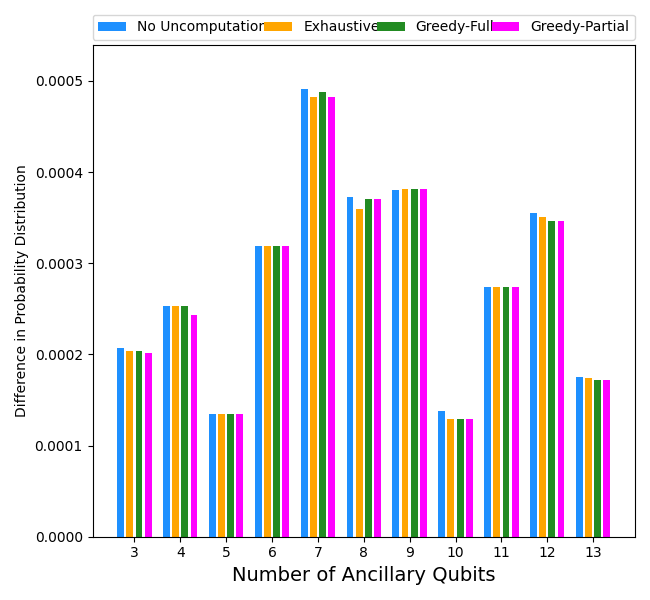 No Uncomputation Exhaustive Greedy-Full Greedy-Partial
0.0005
0.0004
0.0003
0.0002
0.0001
0.0000
Difference in Probability Distribution
3 4 5 6 7 8 9 10 11 12 13
Number of Ancillary Qubits